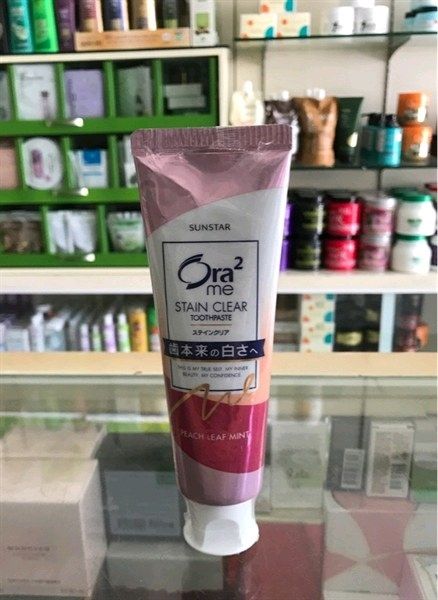 SUNSTAR
Ora2
me
STAIN CLEAR
TOOTHPASTE
ステインクリア
歯本来の白さへ
THIS IS MY TRUE SELF. MY INNER
BEAUTY. MY CONFIDENCE.
PEACH LEAF MINT